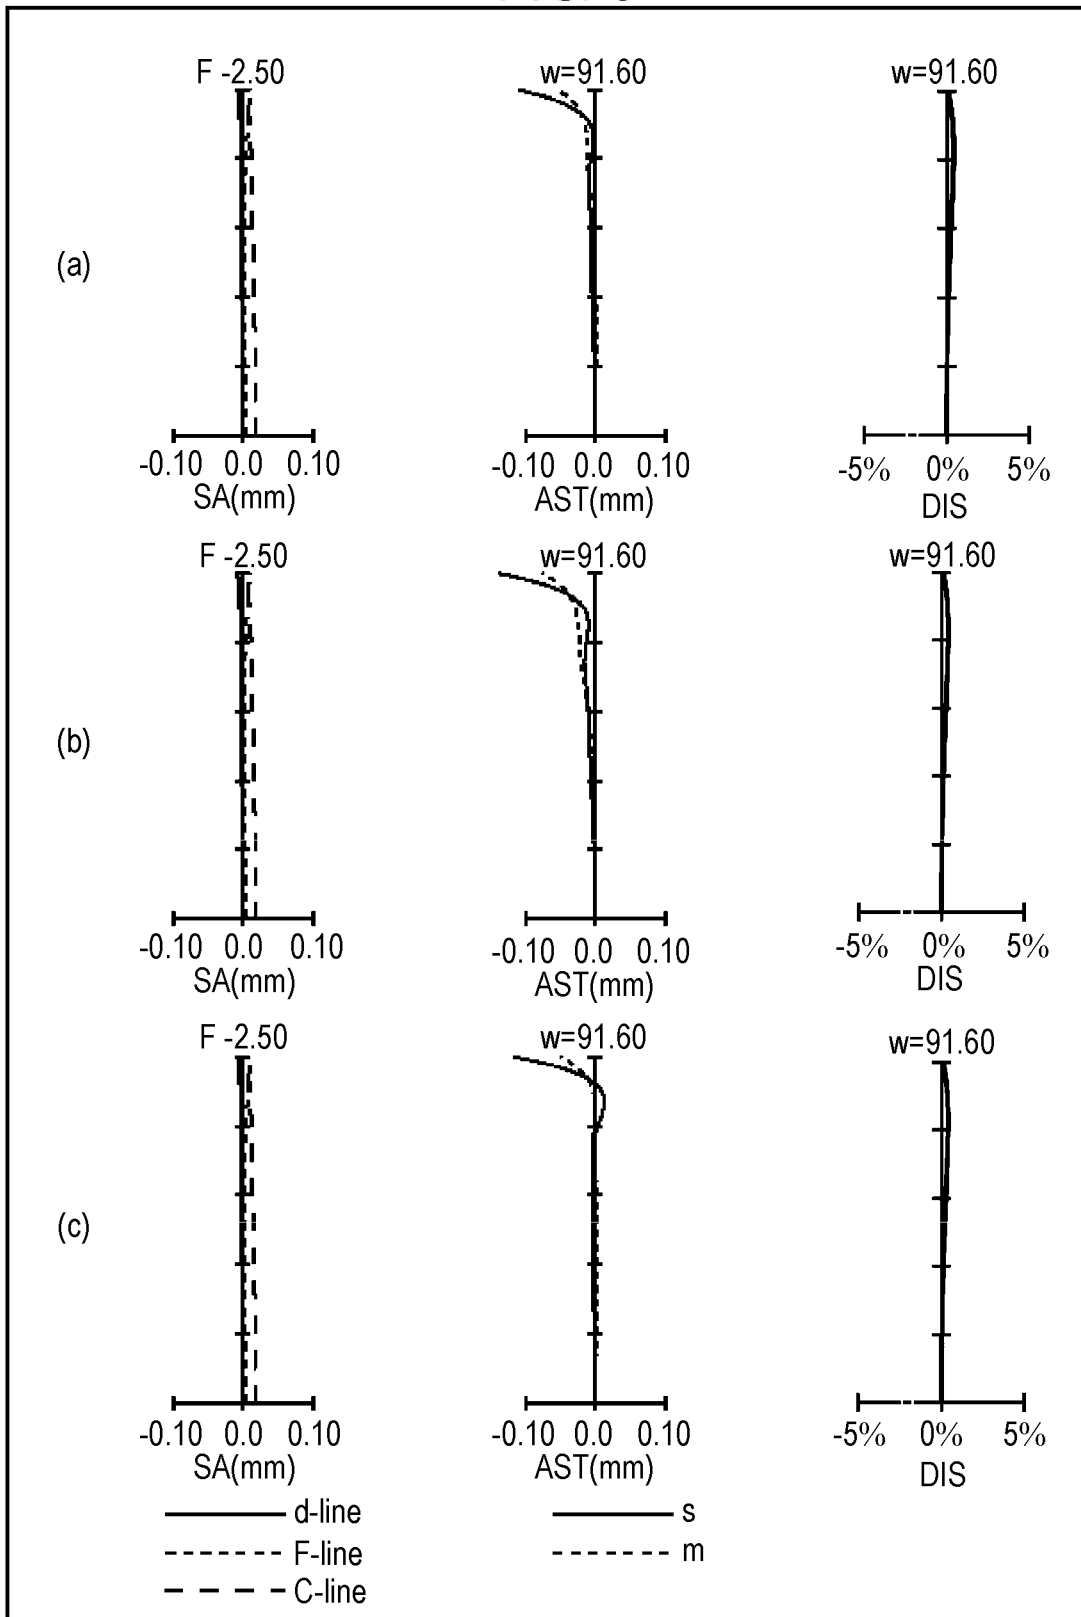 F -2.50 w=91.60 w=91.60
(a)
-0.10 0.0 0.10 -0.10 0.0 0.10 -5% 0% 5%
SA(mm) AST(mm) DIS
F -2.50 w=91.60 w=91.60
(b)
-0.10 0.0 0.10 -0.10 0.0 0.10 -5% 0% 5%
SA(mm) AST(mm) DIS
F -2.50 w=91.60 w=91.60
(c)
-0.10 0.0 0.10 -0.10 0.0 0.10 -5% 0% 5%
SA(mm) AST(mm) DIS
d-line s
F-line m
C-line